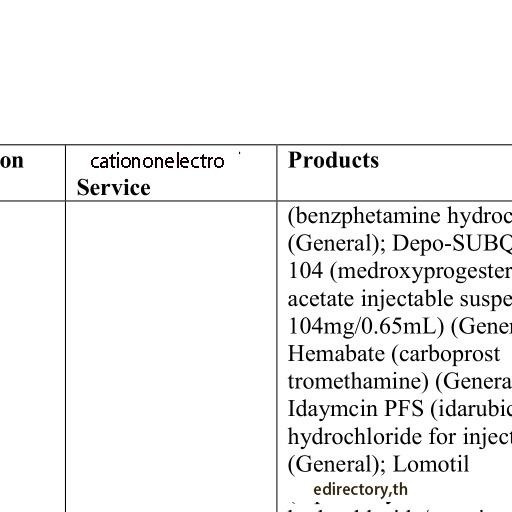 on
cationonelectro
Service
Products
(benzphetamine hydroc
(General); Depo-SUBQ
104 (medroxyprogester
acetate injectable suspe
104mg/0.65mL) (Gener
Hemabate (carboprost
tromethamine) (Genera
Idaymcin PFS (idarubic
hydrochloride for inject
(General); Lomotil
edirectory,th